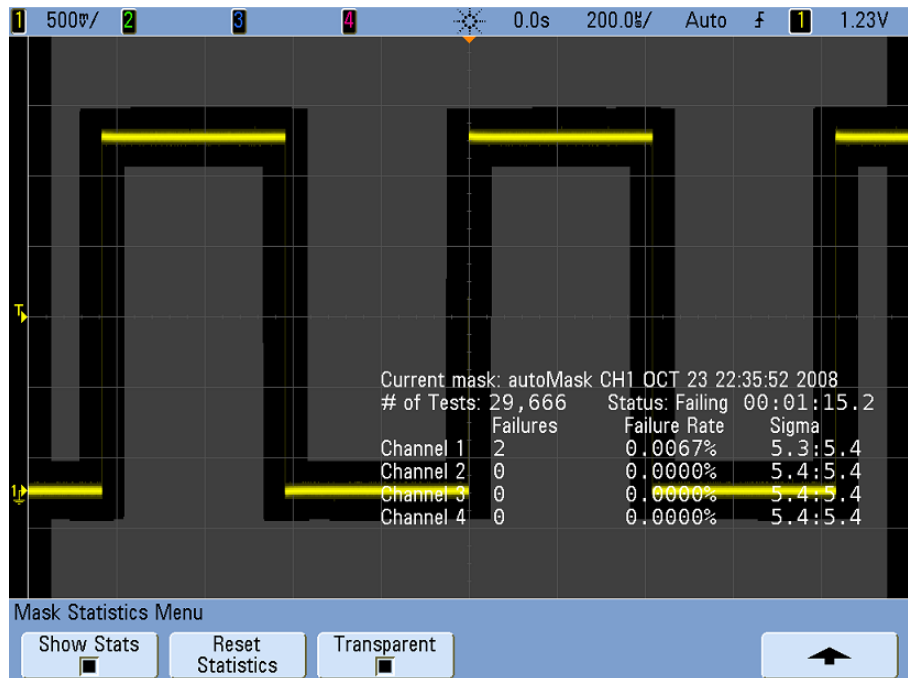 1 500mV/ 2 3 4 0.0s 200.0µs/ Auto 1 1.23V
T
Current mask: autoMask CH1 OCT 23 22:35:52 2008
# of Tests: 29,666 Status: Failing 00:01:15.2
Failures Failure Rate Sigma
Channel 1 2 0.0067% 5.3:5.4
Channel 2 0 0.0000% 5.4:5.4
1
Channel 3 0 0.0000% 5.4:5.4
Channel 4 0 0.0000% 5.4:5.4
Mask Statistics Menu
Show Stats
Reset
Statistics
Transparent